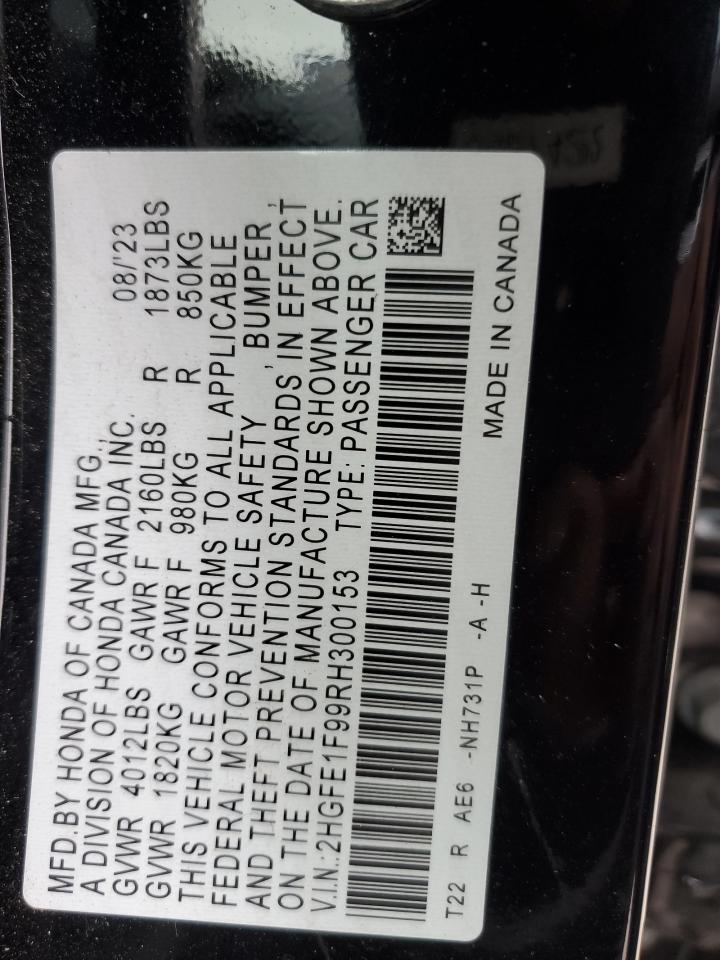 MFD.BY HONDA OF CANADA MFG.,
A DIVISION OF HONDA CANADA INC. 08/'23
GVWR 4012LBS GAWR F 2160LBS R 1873LBS
GVWR 1820KG GAWR F 980KG R 850KG
THIS VEHICLE CONFORMS TO ALL APPLICABLE
FEDERAL MOTOR VEHICLE SAFETY , BUMPER ,
AND THEFT PREVENTION STANDARDS IN EFFECT
ON THE DATE OF MANUFACTURE SHOWN ABOVE.
V.I.N.:2HGFE1F99RH300153 TYPE: PASSENGER CAR
T22 R AE6 -NH731P -A -H MADE IN CANADA